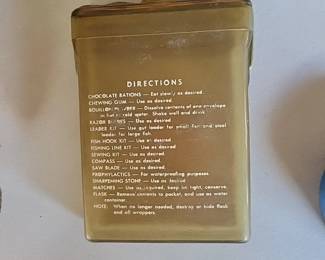 DIRECTIONS
CHOCOLATE RATIONS — Eat slowly as desired.
CHEWING GUM — Use as desired.
BOUILLON POWDER — Dissolve contents of one envelope
in hot or cold water. Shake well and drink.
RAZOR BLADES — Use as desired.
LEADER KIT — Use gut leader for small fish and steel
leader for large fish.
FISH HOOK KIT — Use as desired.
FISHING LINE KIT — Use as desired.
SEWING KIT — Use as desired.
COMPASS — Use as desired.
SAW BLADE — Use as desired.
PROPHYLACTICS — For waterproofing purposes.
SHARPENING STONE — Use as desired.
MATCHES — Use as required, keep in tight, conserve.
FLASK — Remove contents to pocket, and use as water
container.
NOTE: When no longer needed, destroy or hide flask
and all wrappers.